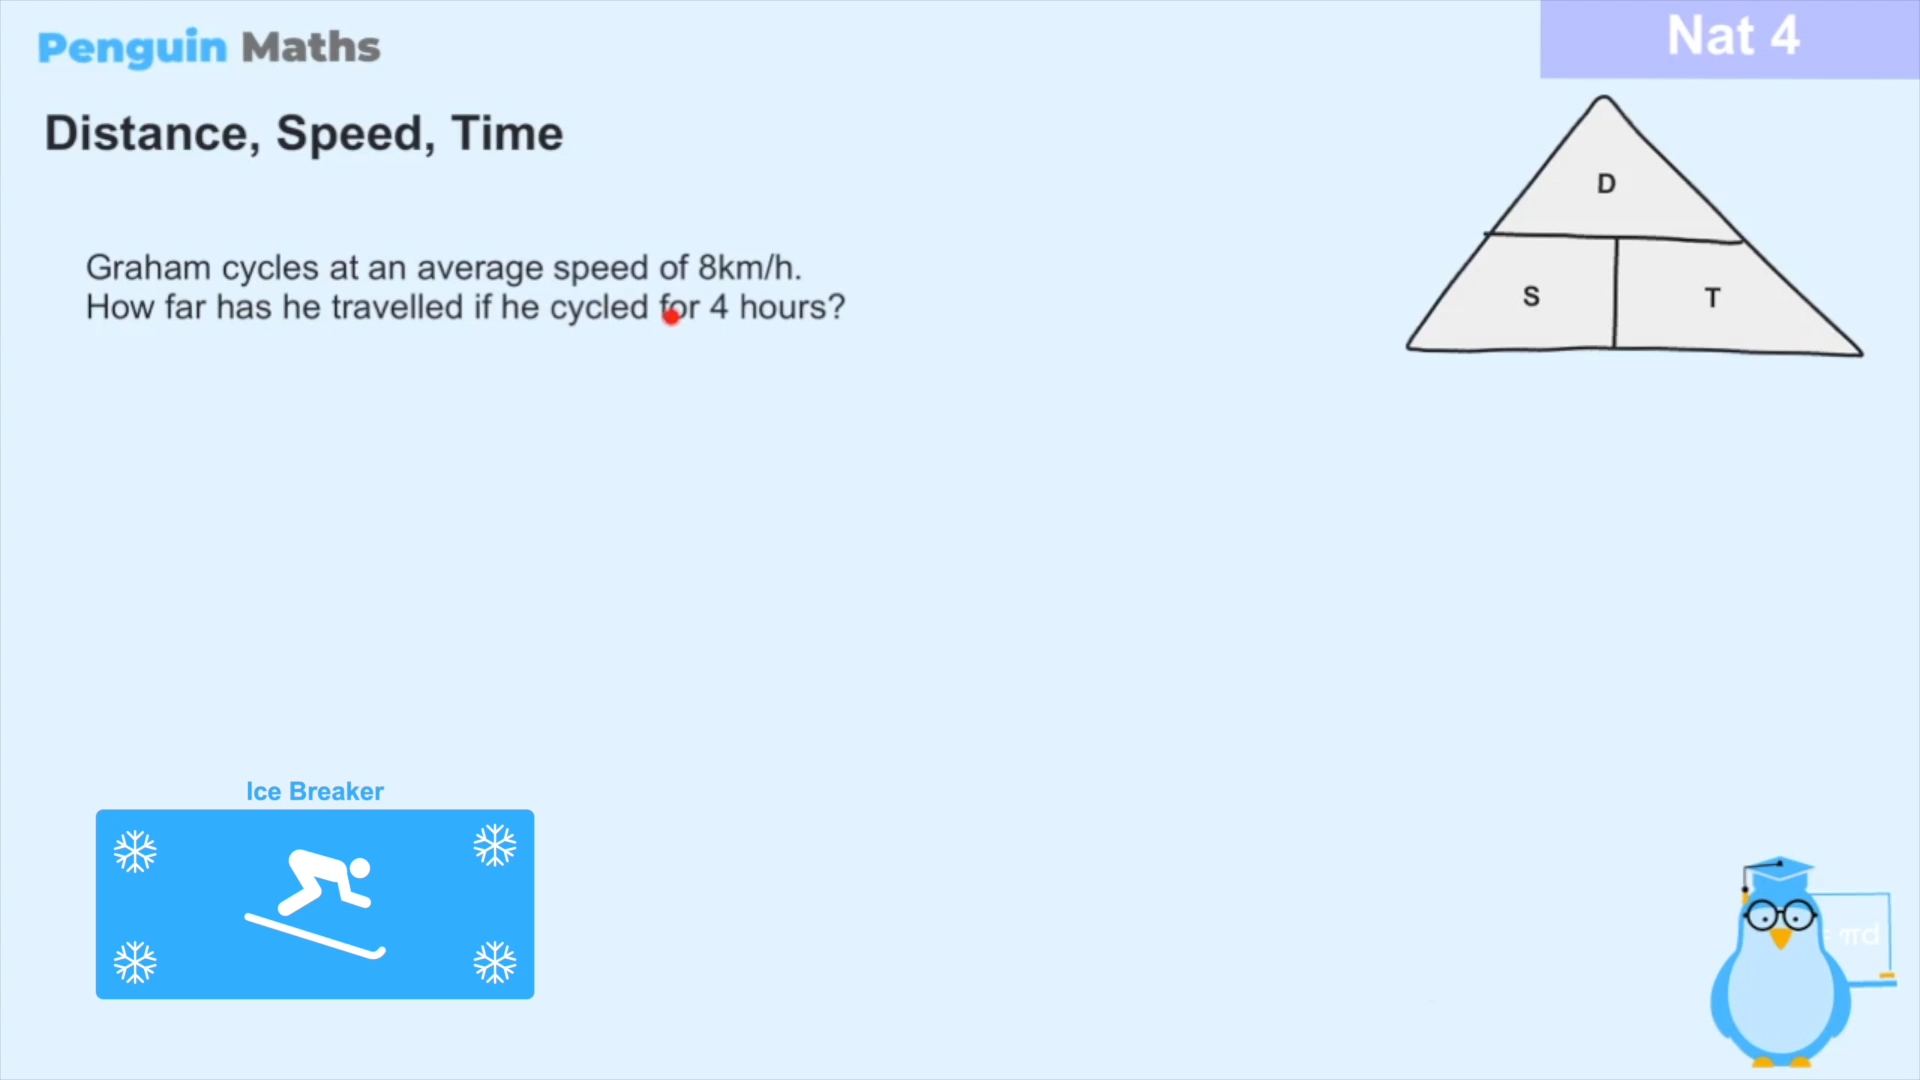 Penguin Maths
Nat 4
Distance, Speed, Time
D
Graham cycles at an average speed of 8km/h.
How far has he travelled if he cycled for 4 hours?
S
T
Ice Breaker
πd